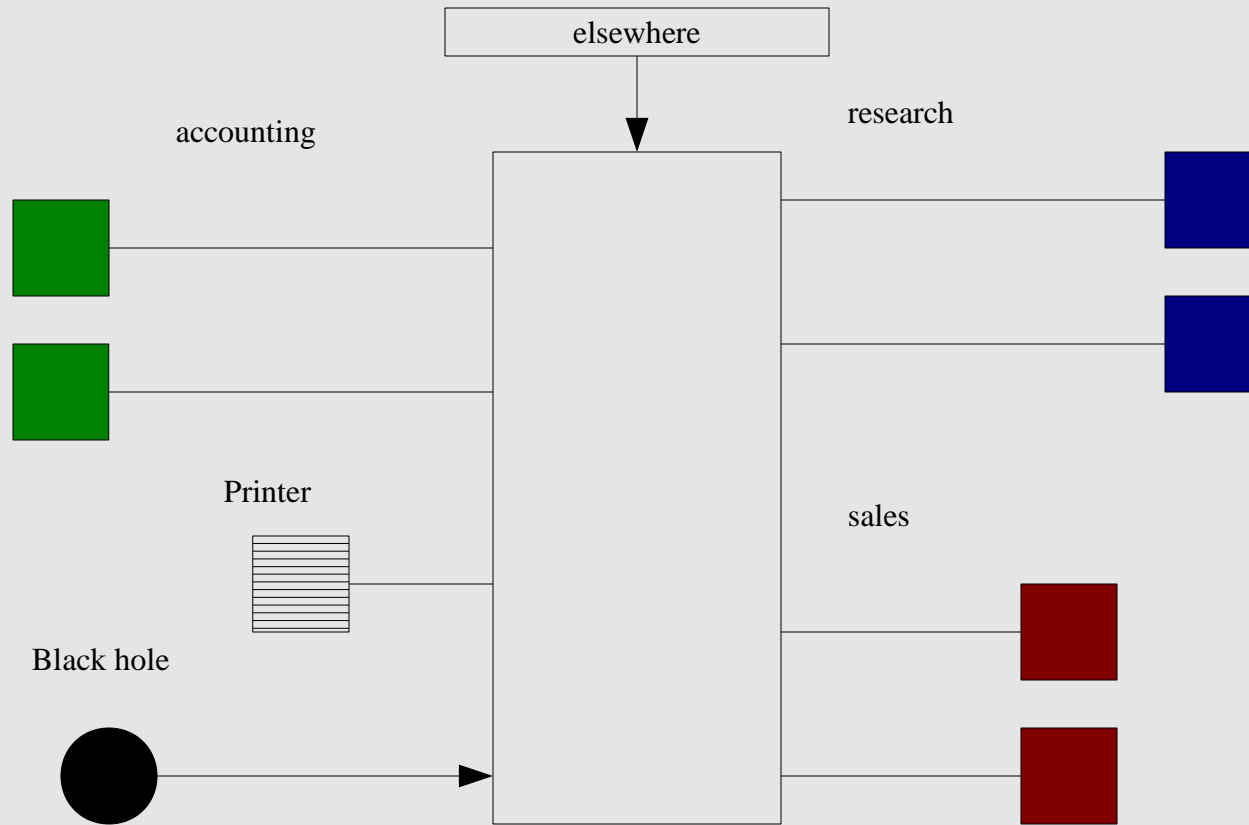 elsewhere
research
accounting
Printer
sales
Black hole